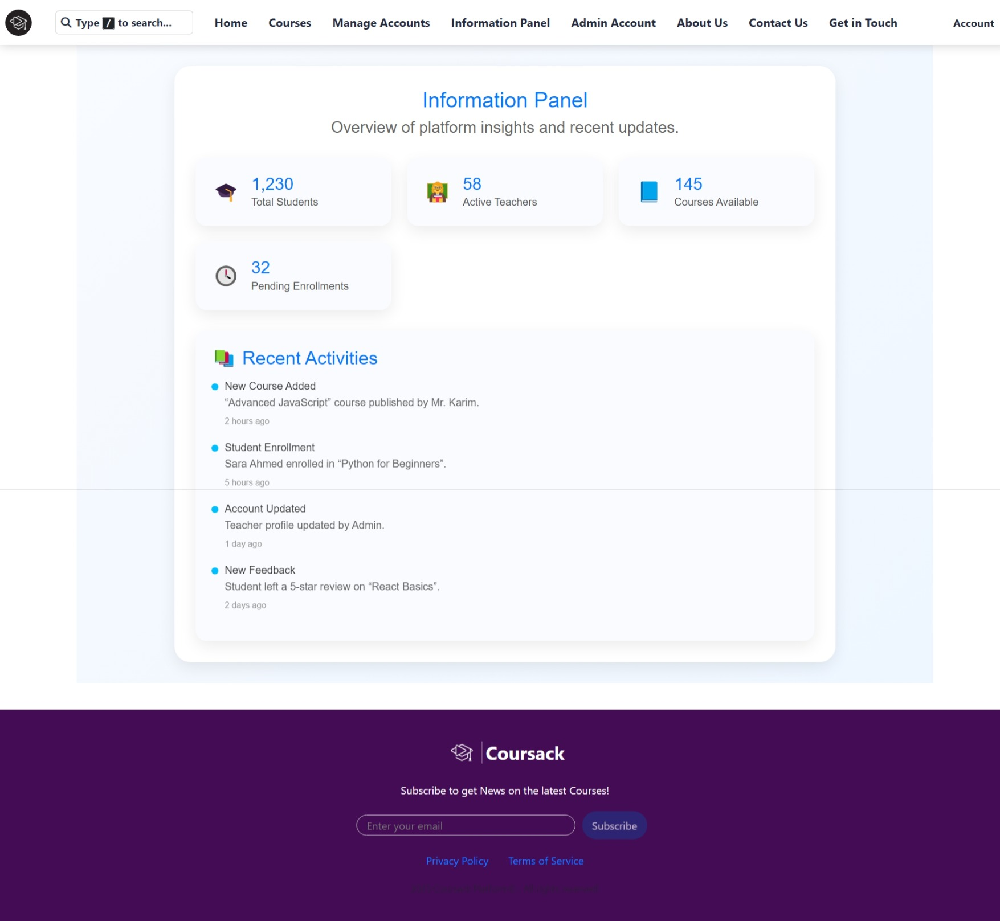 Type / to search...
Home
Courses
Manage Accounts
Information Panel
Admin Account
About Us
Contact Us
Get in Touch
Account
Information Panel
Overview of platform insights and recent updates.
1,230
Total Students
58
Active Teachers
145
Courses Available
32
Pending Enrollments
Recent Activities
New Course Added
“Advanced JavaScript” course published by Mr. Karim.
2 hours ago
Student Enrollment
Sara Ahmed enrolled in “Python for Beginners”.
5 hours ago
Account Updated
Teacher profile updated by Admin.
1 day ago
New Feedback
Student left a 5-star review on “React Basics”.
2 days ago
Coursack
Subscribe to get News on the latest Courses!
Enter your email
Subscribe
Privacy Policy
Terms of Service